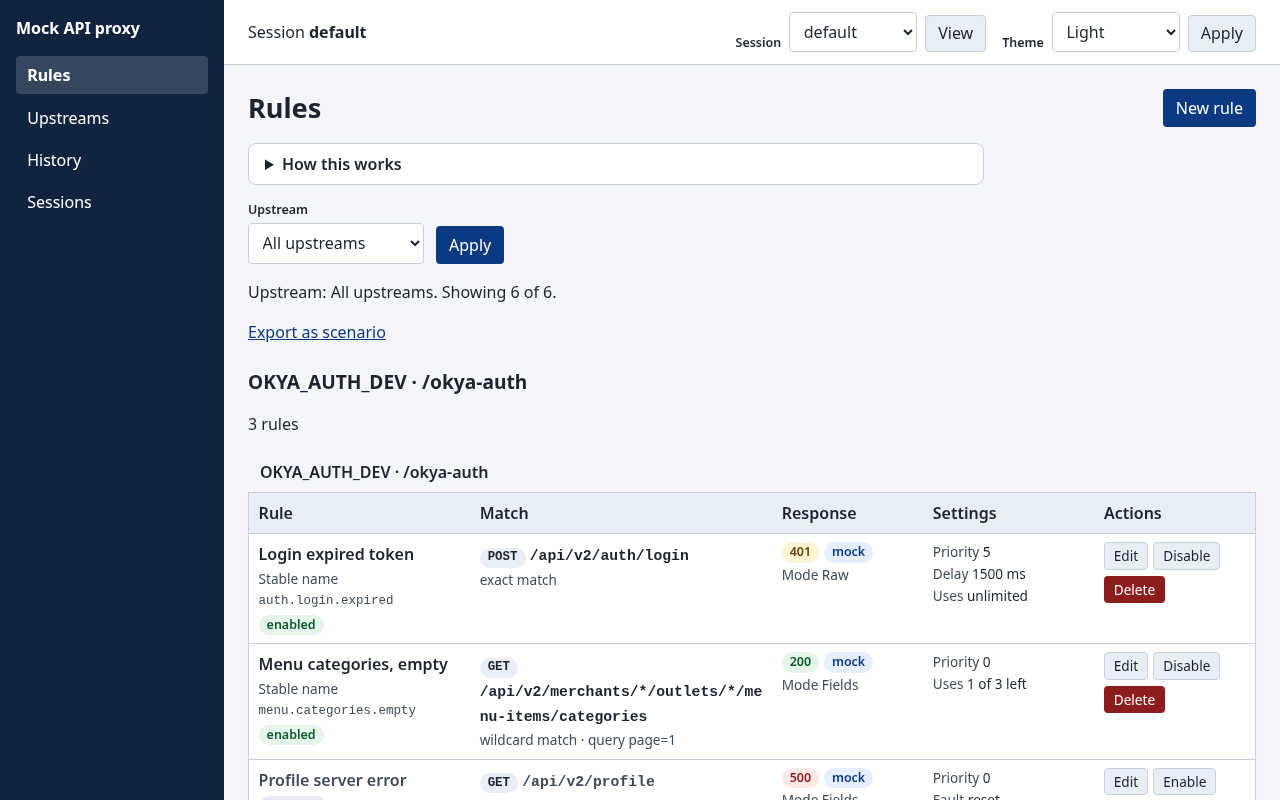 Mock API proxy
Rules
Upstreams
History
Sessions
Session default
Session
default
View
Theme
Light
Apply
Rules
New rule
How this works
Upstream
All upstreams
Apply
Upstream: All upstreams. Showing 6 of 6.
Export as scenario
OKYA_AUTH_DEV · /okya-auth
3 rules
OKYA_AUTH_DEV · /okya-auth
Rule Match Response Settings Actions
Login expired token
Stable name
auth.login.expired
enabled
POST /api/v2/auth/login
exact match
401 mock
Mode Raw
Priority 5
Delay 1500 ms
Uses unlimited
Edit Disable
Delete
Menu categories, empty
Stable name
menu.categories.empty
enabled
GET
/api/v2/merchants/*/outlets/*/me
nu-items/categories
wildcard match · query page=1
200 mock
Mode Fields
Priority 0
Uses 1 of 3 left
Edit Disable
Delete
Profile server error
GET /api/v2/profile
500 mock
Mode Fields
Priority 0
Fault reset
Edit Enable